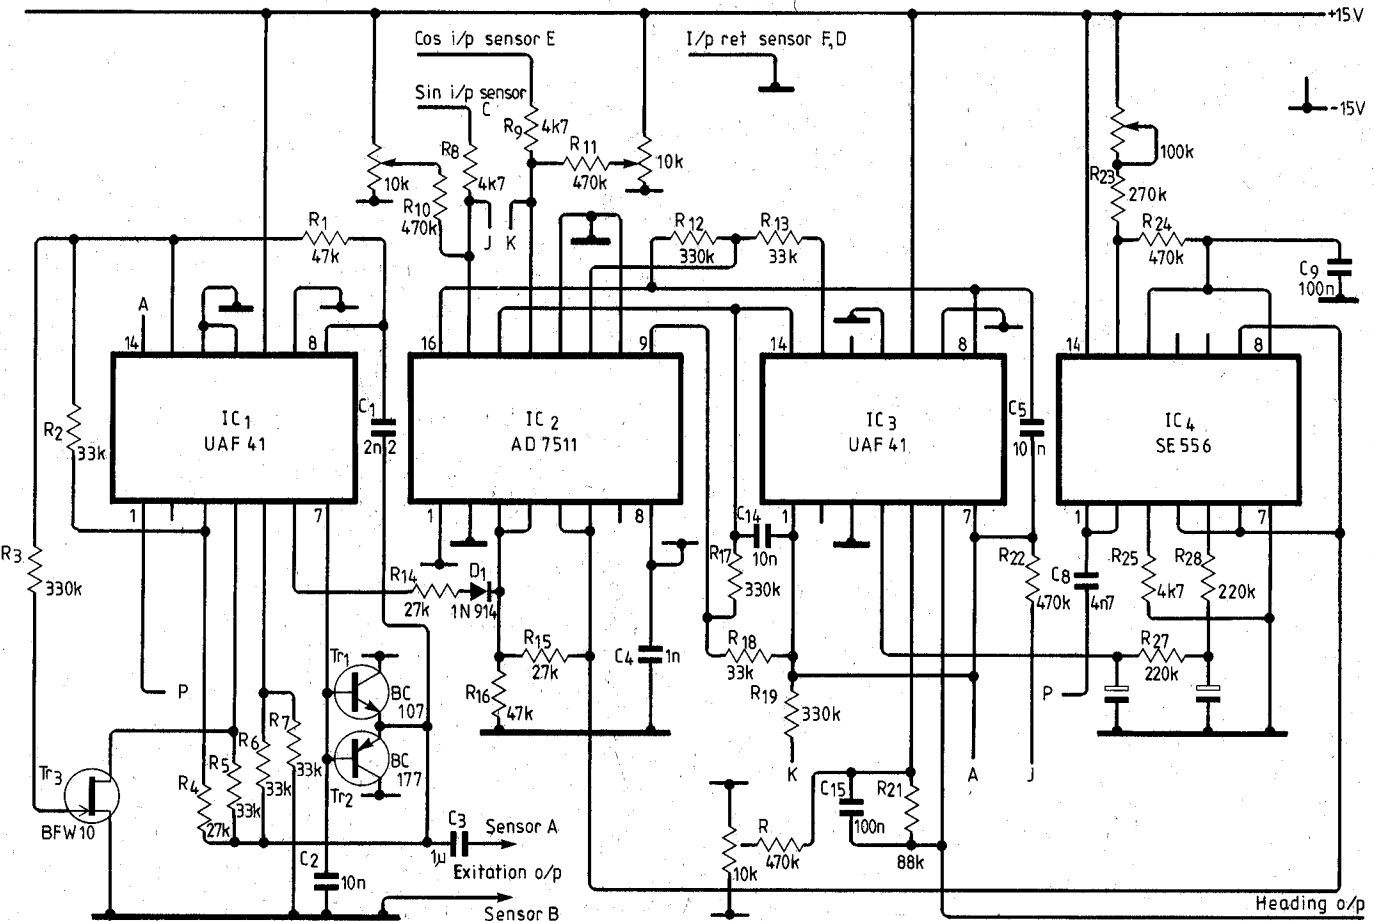 +15V
Cos i/p sensor E
I/p ret sensor F,D
Sin i/p sensor
C
-15V
R9
4k7
R11
470k
10k
R8
4k7
10k
R10
470k
J
K
100k
R23
270k
R24
470k
C9
100n
R1
47k
R12
330k
R13
33k
A
14
8
16
9
14
8
14
8
IC1
UAF 41
C1
2n2
IC2
AD 7511
IC3
UAF 41
C5
10n
IC4
SE 556
R2
33k
1
7
1
8
1
7
1
7
R3
330k
C14
10n
R17
330k
R22
470k
C8
4n7
R25
4k7
R28
220k
R14
27k
D1
1N 914
R15
27k
C4
1n
R18
33k
R27
220k
P
Tr1
BC
107
R16
47k
R19
330k
P
R7
33k
R6
33k
R5
33k
R4
27k
Tr2
BC
177
K
A
J
Tr3
BFW10
C3
1µ
Sensor A
Exitation o/p
C2
10n
Sensor B
R
470k
10k
C15
100n
R21
88k
Heading o/p